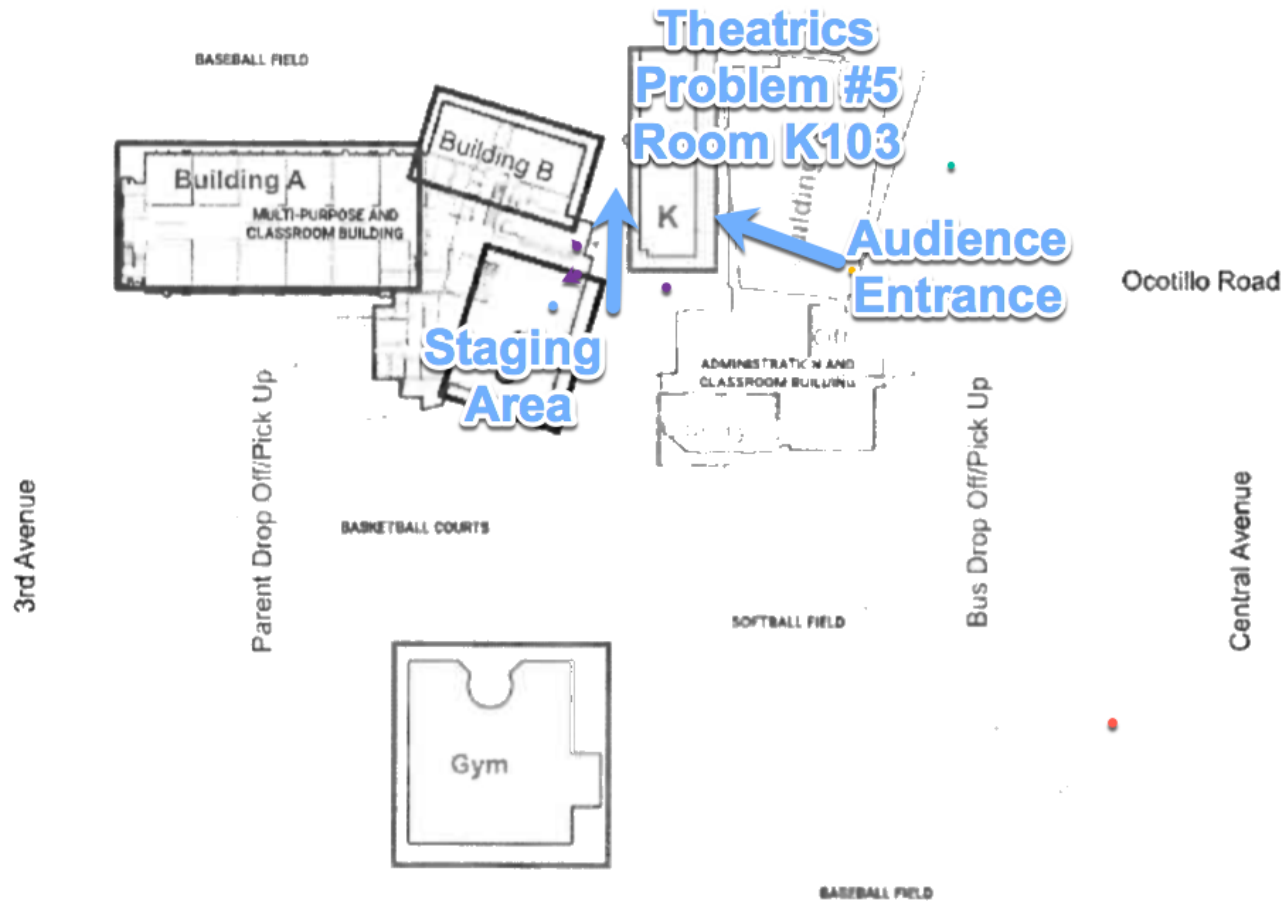 Theatrics
Problem #5
Room K103
BASEBALL FIELD
Building B
Building A
MULTI-PURPOSE AND
CLASSROOM BUILDING
K
Audience
Entrance
Ocotillo Road
Staging
Area
ADMINISTRATION AND
CLASSROOM BUILDING
3rd Avenue
Parent Drop Off/Pick Up
BASKETBALL COURTS
Bus Drop Off/Pick Up
Central Avenue
SOFTBALL FIELD
Gym
BASEBALL FIELD